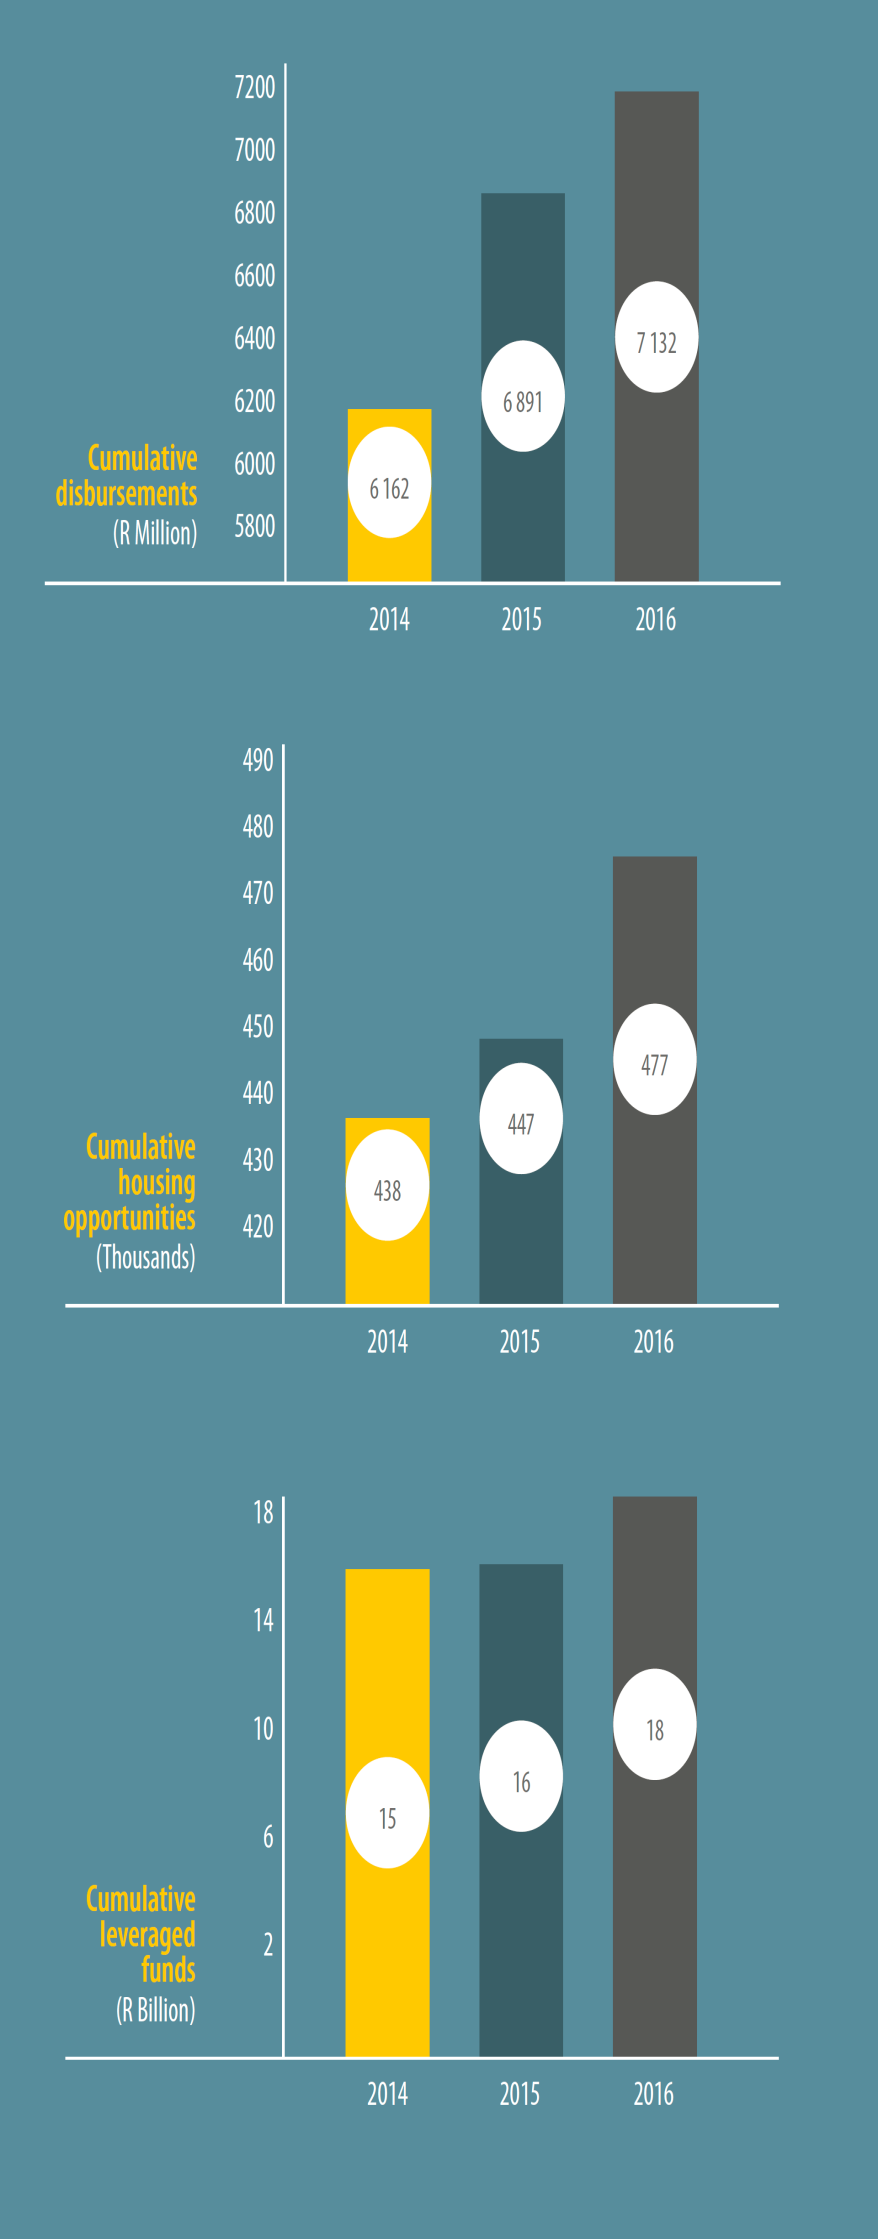 7200
7000
6800
6600
6400
6200
6000
5800
Cumulative
disbursements
(R Million)
6 162
6 891
7 132
2014 2015 2016
490
480
470
460
450
440
430
420
Cumulative
housing
opportunities
(Thousands)
438
447
477
2014 2015 2016
18
14
10
6
2
Cumulative
leveraged
funds
(R Billion)
15
16
18
2014 2015 2016